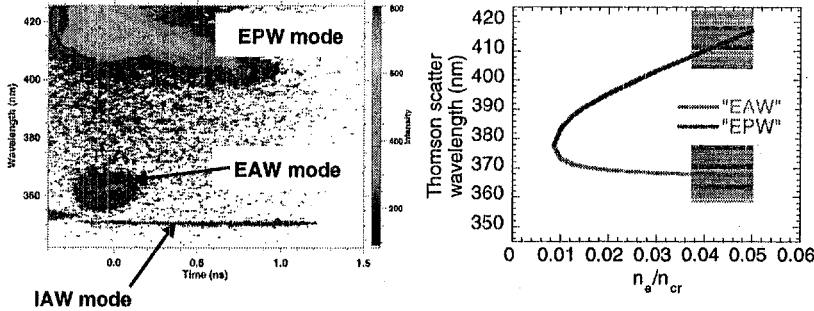 420
400
380
360
Wavelength (nm)
0.0
0.5
1.0
1.5
Time (ns)
EPW mode
EAW mode
IAW mode
800
600
400
200
Intensity
420
410
400
390
380
370
360
350
Thomson scatter
wavelength (nm)
"EAW"
"EPW"
0
0.01
0.02
0.03
0.04
0.05
0.06
nₑ/n_cr